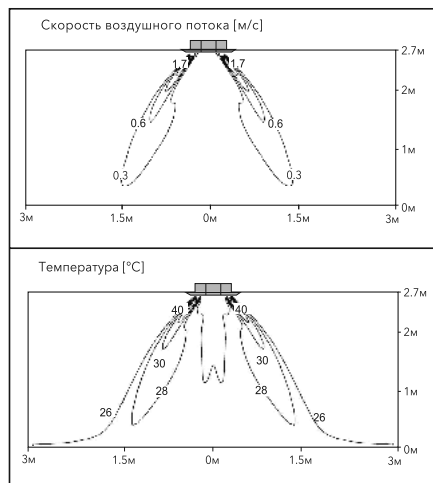 Скорость воздушного потока [м/с]
2.7м
1.7 1.7
2м
0.6 0.6
1м
0.3 0.3
0м
3м 1.5м 0м 1.5м 3м
Температура [°C]
2.7м
40 40
2м
30 30
1м
28 28
26 26
0м
3м 1.5м 0м 1.5м 3м